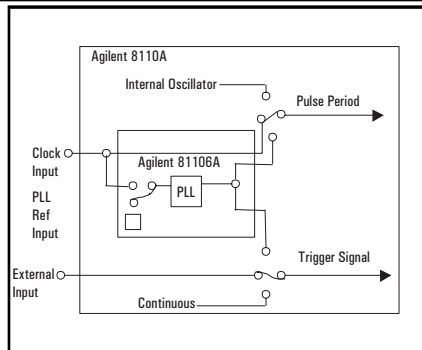 Agilent 8110A
Internal Oscillator
Pulse Period
Clock
Input
Agilent 81106A
PLL
PLL
Ref
Input
Trigger Signal
External
Input
Continuous